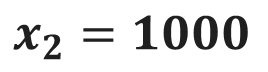 x₂ = 1000